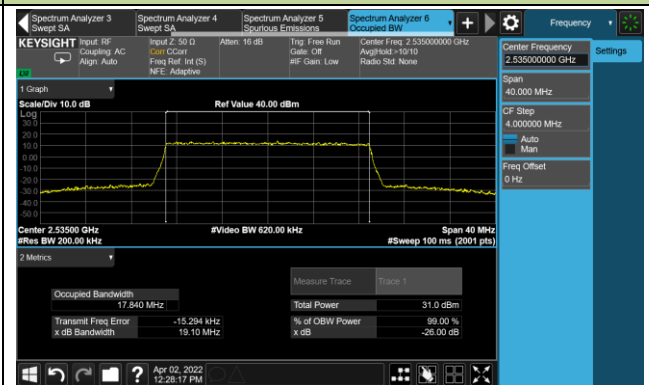 Spectrum Analyzer 3 Spectrum Analyzer 4 Spectrum Analyzer 5 Spectrum Analyzer 6 Frequency
Swept SA Swept SA Spurious Emissions Occupied BW
KEYSIGHT Input: RF Input Z: 50 Ω Atten: 16 dB Trig: Free Run Center Freq: 2.535000000 GHz
Coupling: AC Corr CCorr Gate: Off Avg|Hold:>10/10
Align: Auto Freq Ref: Int (S) #IF Gain: Low Radio Std: None
NFE: Adaptive
Center Frequency
2.535000000 GHz
Settings
Span
40.000 MHz
CF Step
4.000000 MHz
Auto
Man
Freq Offset
0 Hz
1 Graph
Scale/Div 10.0 dB Ref Value 40.00 dBm
Log
30.0
20.0
10.0
0.00
-10.0
-20.0
-30.0
-40.0
-50.0
Center 2.53500 GHz #Video BW 620.00 kHz Span 40 MHz
#Res BW 200.00 kHz #Sweep 100 ms (2001 pts)
2 Metrics
Measure Trace Trace 1
Occupied Bandwidth
17.840 MHz Total Power 31.0 dBm
Transmit Freq Error -15.294 kHz % of OBW Power 99.00 %
x dB Bandwidth 19.10 MHz x dB -26.00 dB
Apr 02, 2022
12:28:17 PM